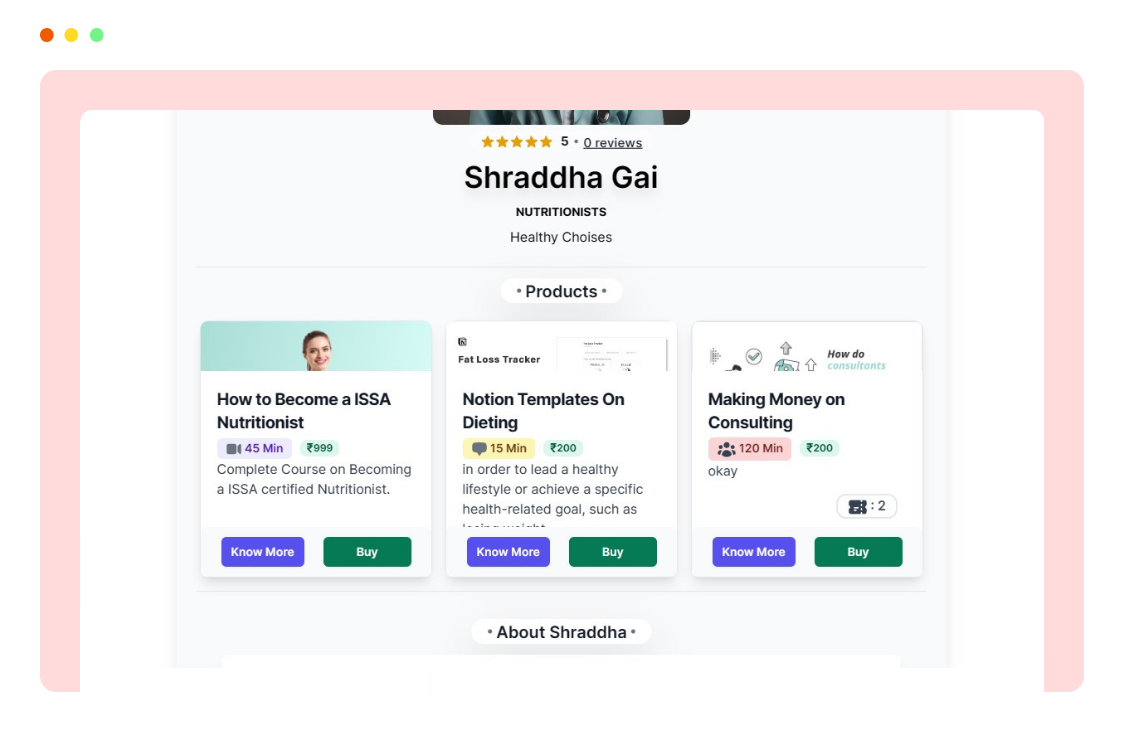 5 • 0 reviews
Shraddha Gai
NUTRITIONISTS
Healthy Choises
• Products •
How to Become a ISSA
Nutritionist
45 Min ₹999
Complete Course on Becoming
a ISSA certified Nutritionist.
Know More Buy
Fat Loss Tracker
Notion Templates On
Dieting
15 Min ₹200
in order to lead a healthy
lifestyle or achieve a specific
health-related goal, such as
losing weight
Know More Buy
How do
consultants
Making Money on
Consulting
120 Min ₹200
okay
: 2
Know More Buy
• About Shraddha •